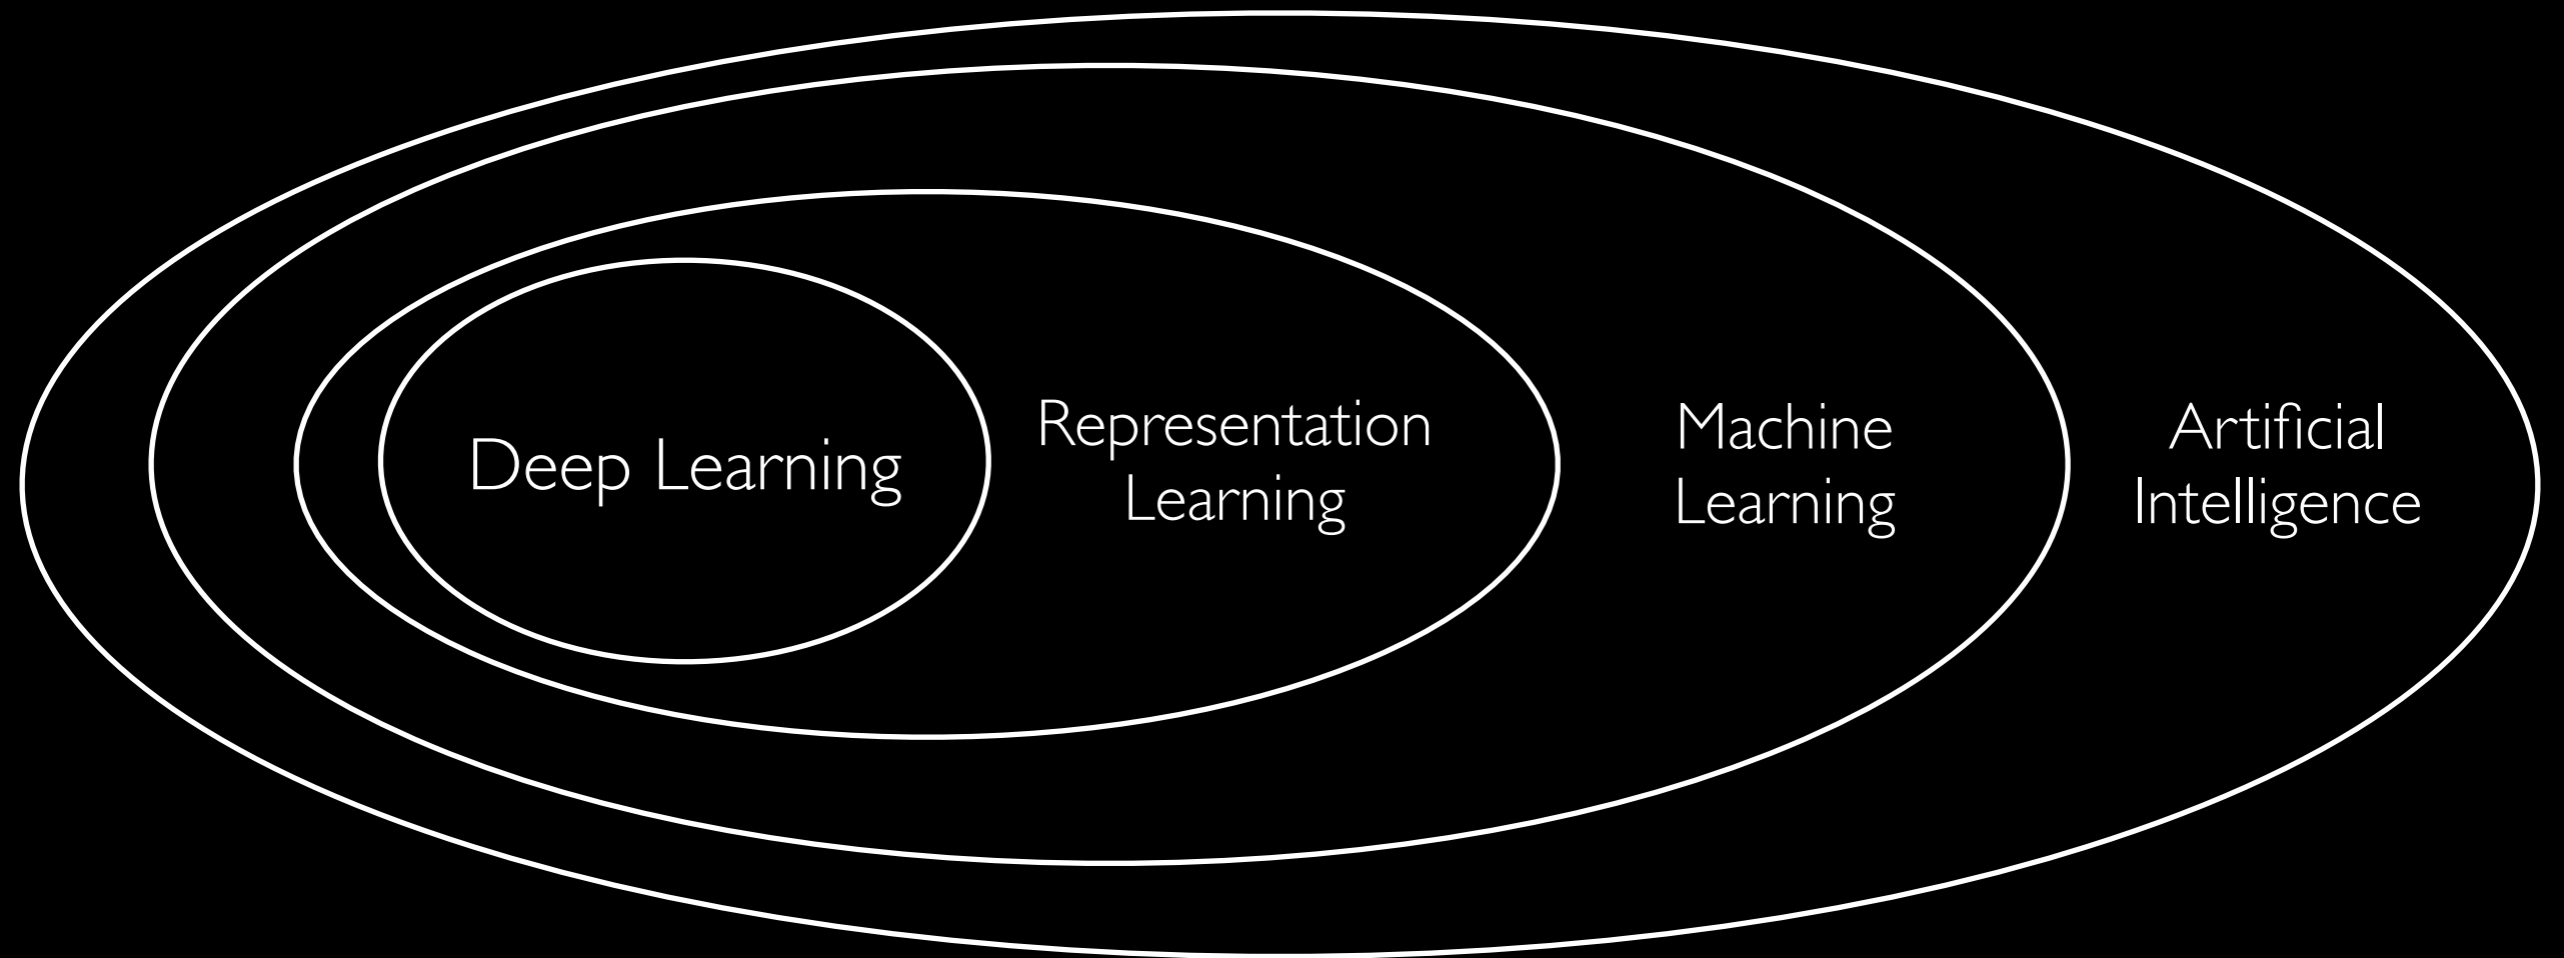 Deep Learning
Representation
Learning
Machine
Learning
Artificial
Intelligence